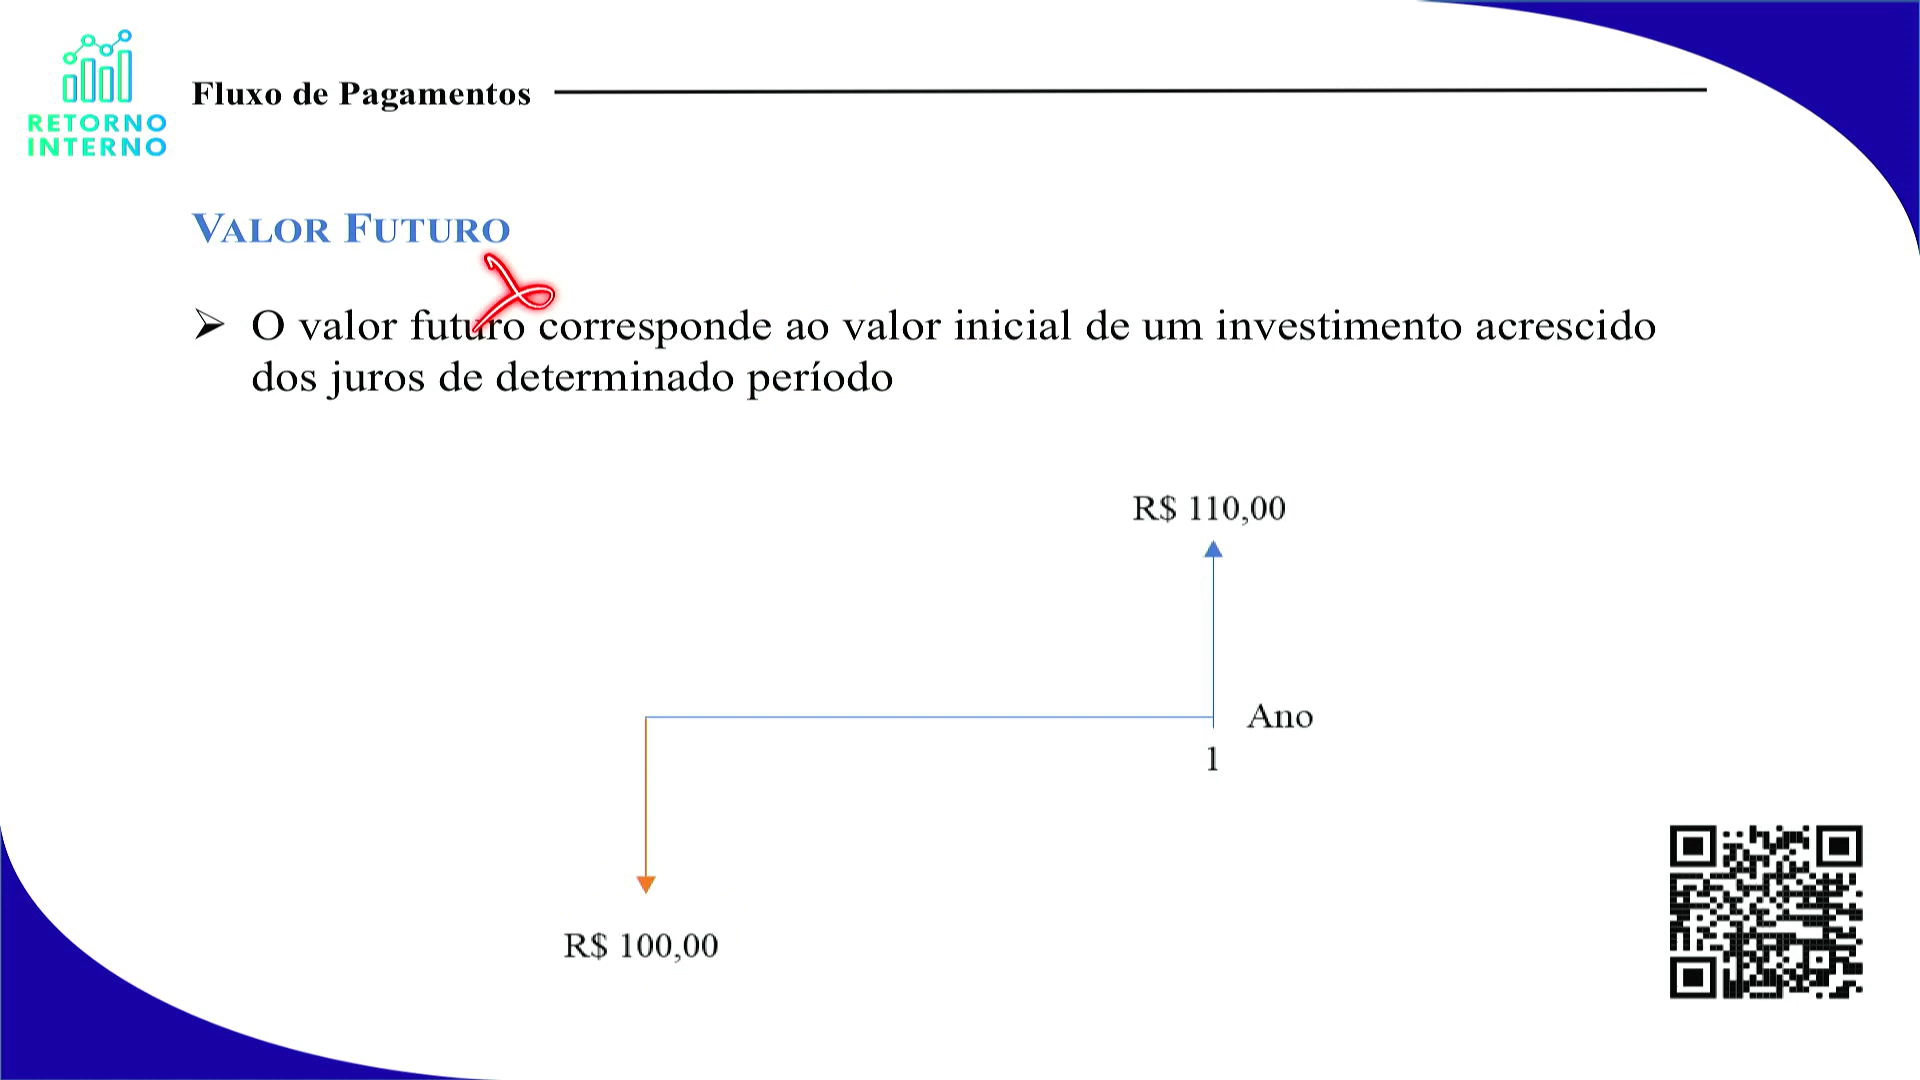 RETORNO
INTERNO
Fluxo de Pagamentos
VALOR FUTURO
➢ O valor futuro corresponde ao valor inicial de um investimento acrescido
dos juros de determinado período
R$ 110,00
Ano
1
R$ 100,00